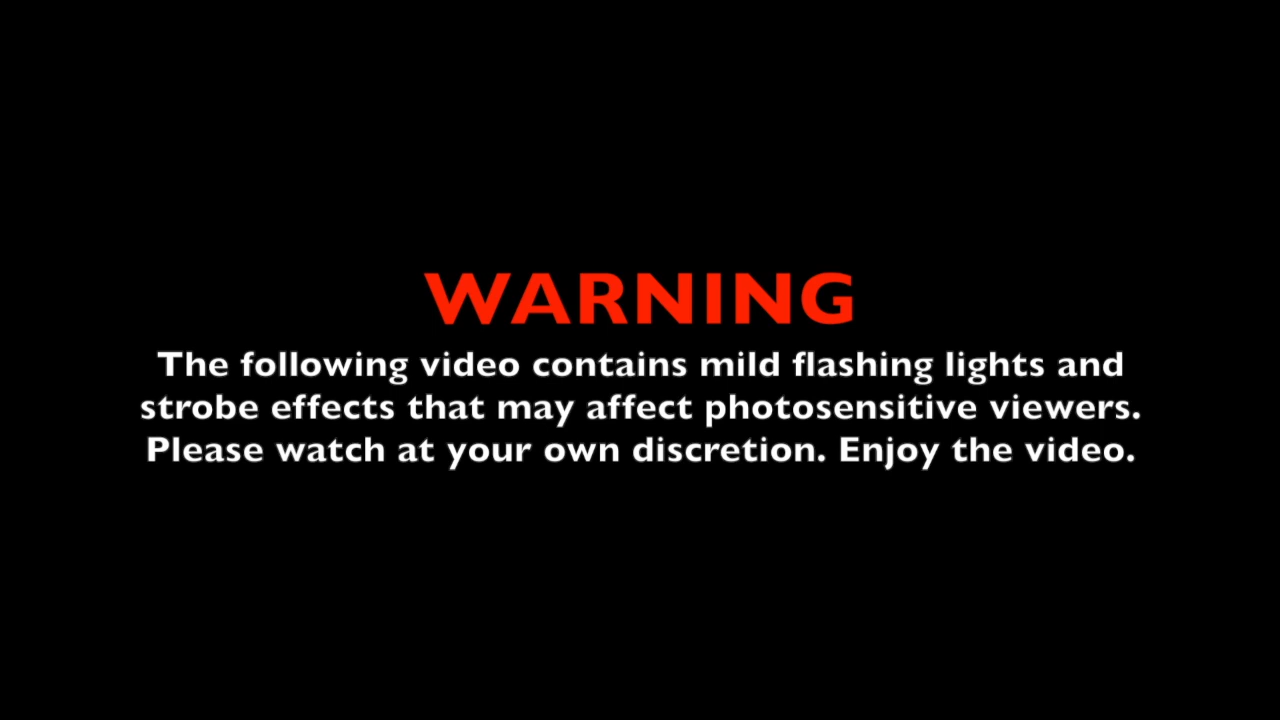 WARNING
The following video contains mild flashing lights and
strobe effects that may affect photosensitive viewers.
Please watch at your own discretion. Enjoy the video.